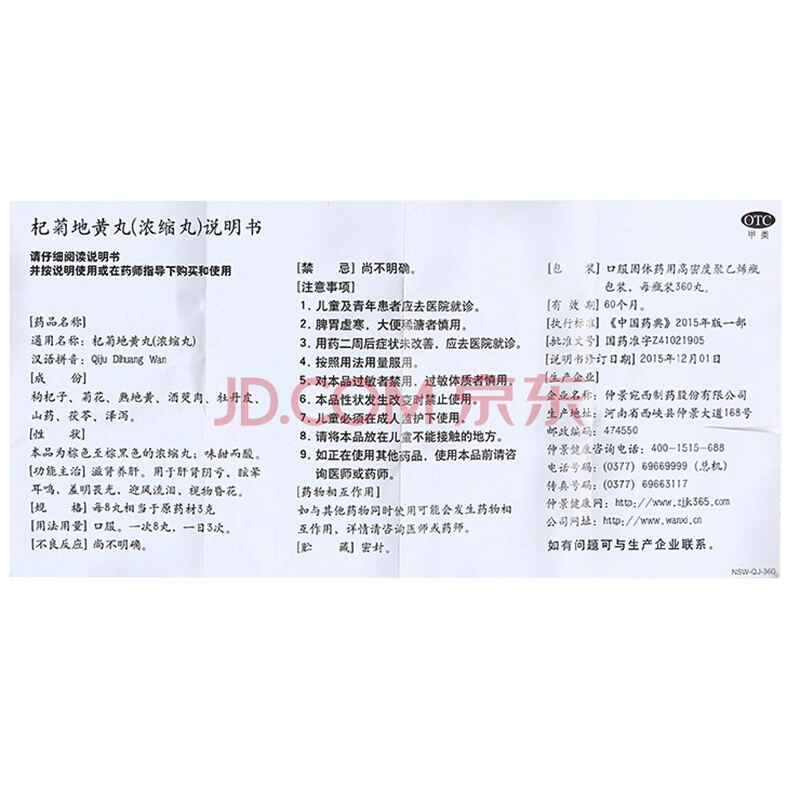 杞菊地黄丸(浓缩丸)说明书
请仔细阅读说明书
并按说明使用或在药师指导下购买和使用
[药品名称]
通用名称：杞菊地黄丸(浓缩丸)
汉语拼音：Qiju Dihuang Wan
[成　　份]
枸杞子、菊花、熟地黄、酒萸肉、牡丹皮、
山药、茯苓、泽泻。
[性　　状]
本品为棕色至棕黑色的浓缩丸；味甜而酸。
[功能主治] 滋肾养肝。用于肝肾阴亏，眩晕
耳鸣，羞明畏光，迎风流泪，视物昏花。
[规　　格] 每8丸相当于原药材3克
[用法用量] 口服。一次8丸，一日3次。
[不良反应] 尚不明确。
[禁　　忌] 尚不明确。
[注意事项]
1. 儿童及青年患者应去医院就诊。
2. 脾胃虚寒，大便稀溏者慎用。
3. 用药二周后症状未改善，应去医院就诊。
4. 按照用法用量服用。
5. 对本品过敏者禁用，过敏体质者慎用。
6. 本品性状发生改变时禁止使用。
7. 儿童必须在成人监护下使用。
8. 请将本品放在儿童不能接触的地方。
9. 如正在使用其他药品，使用本品前请咨
询医师或药师。
[药物相互作用]
如与其他药物同时使用可能会发生药物相
互作用，详情请咨询医师或药师。
[贮　　藏] 密封。
OTC
甲类
[包　　装] 口服固体药用高密度聚乙烯瓶
包装，每瓶装360丸。
[有 效 期] 60个月。
[执行标准] 《中国药典》2015年版一部
[批准文号] 国药准字Z41021905
[说明书修订日期] 2015年12月01日
[生产企业]
企业名称：仲景宛西制药股份有限公司
生产地址：河南省西峡县仲景大道168号
邮政编码：474550
仲景健康咨询电话：400-1515-688
电话号码：(0377) 69669999 (总机)
传真号码：(0377) 69663117
仲景健康网：http://www.zjjk365.com
公司网址：http://www.wanxi.cn
如有问题可与生产企业联系。
NSW-QJ-360
JD.COM京东